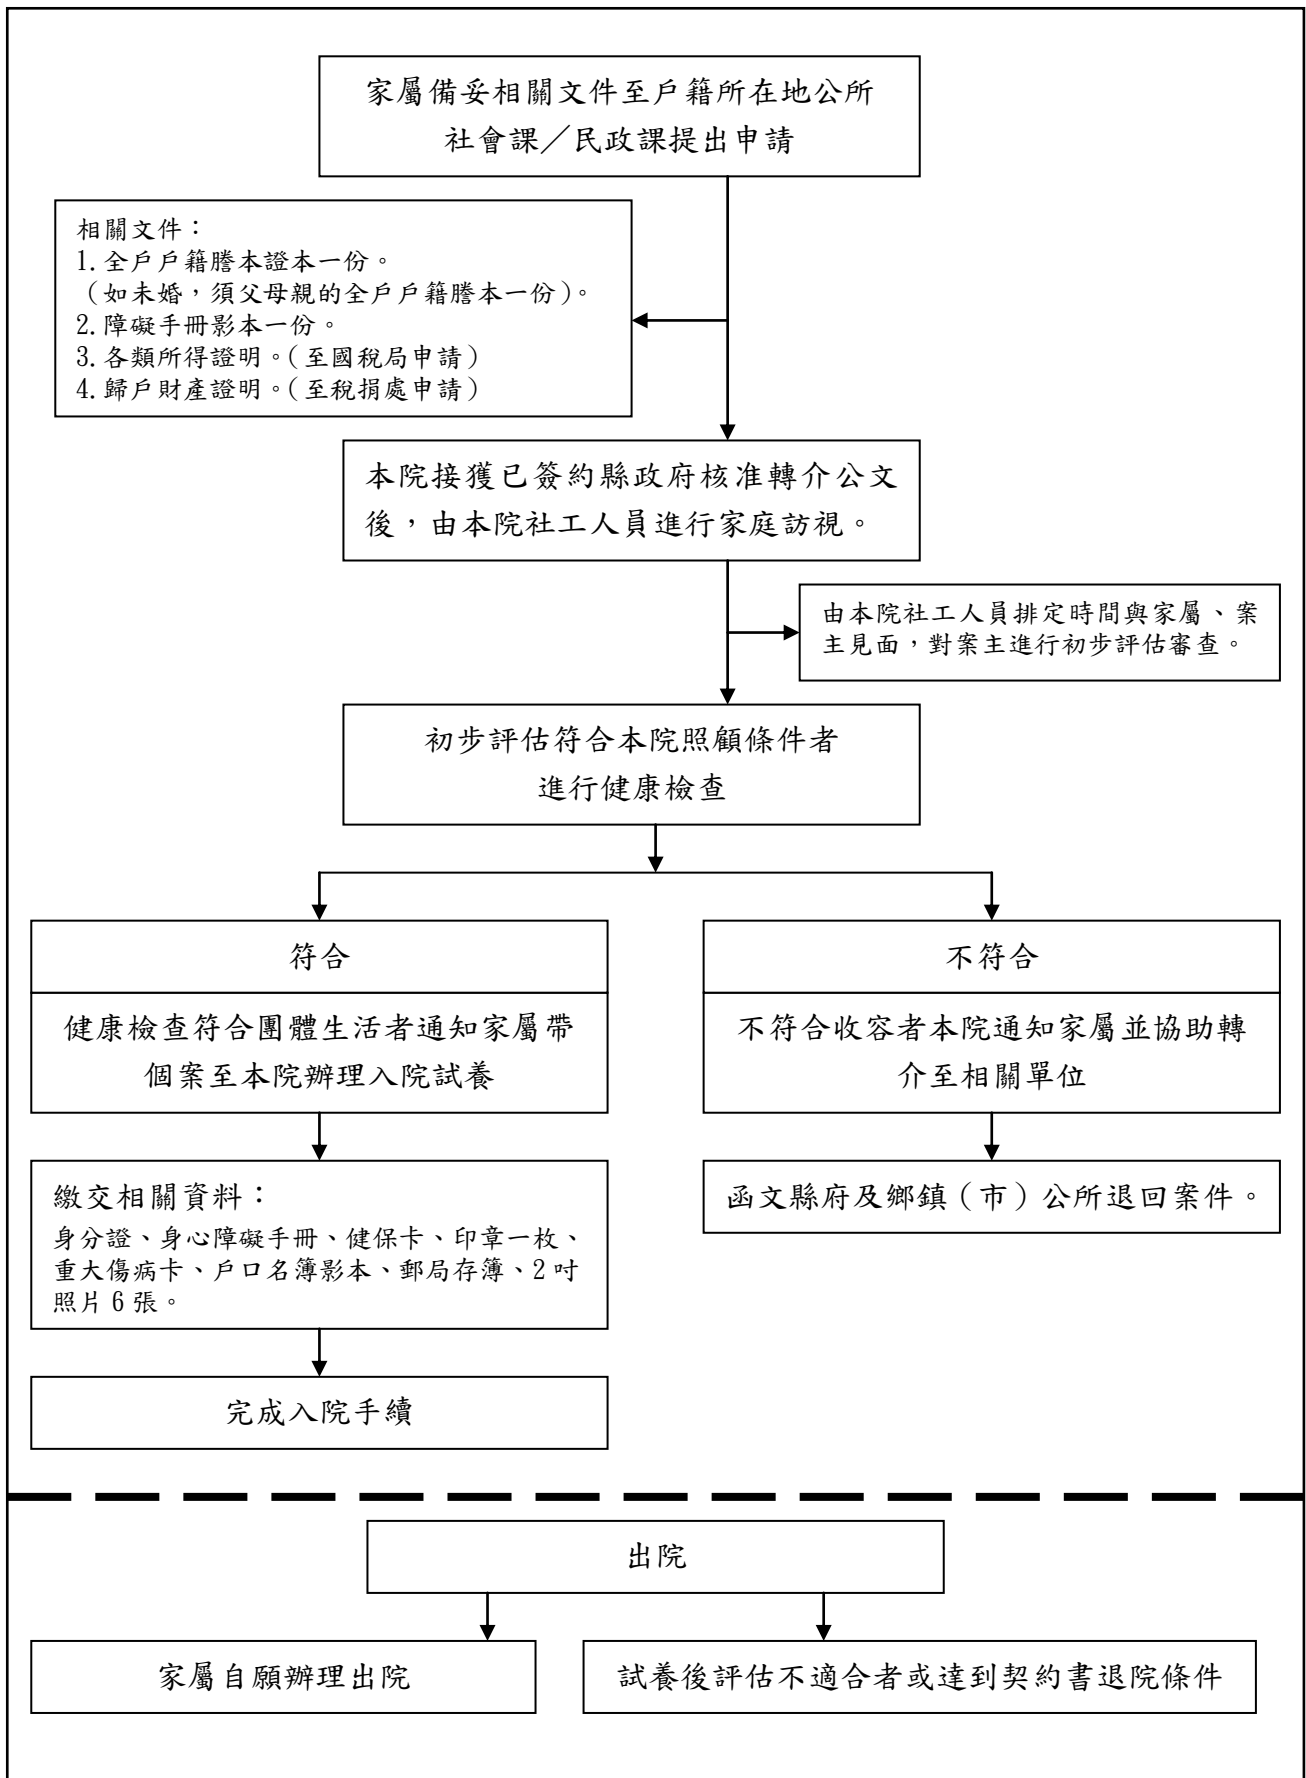 家屬備妥相關文件至戶籍所在地公所
社會課／民政課提出申請
相關文件：
1.全戶戶籍謄本證本一份。
（如未婚，須父母親的全戶戶籍謄本一份）。
2.障礙手冊影本一份。
3.各類所得證明。（至國稅局申請）
4.歸戶財產證明。（至稅捐處申請）
本院接獲已簽約縣政府核准轉介公文
後，由本院社工人員進行家庭訪視。
由本院社工人員排定時間與家屬、案
主見面，對案主進行初步評估審查。
初步評估符合本院照顧條件者
進行健康檢查
符合
健康檢查符合團體生活者通知家屬帶
個案至本院辦理入院試養
繳交相關資料：
身分證、身心障礙手冊、健保卡、印章一枚、
重大傷病卡、戶口名簿影本、郵局存簿、2吋
照片6張。
完成入院手續
不符合
不符合收容者本院通知家屬並協助轉
介至相關單位
函文縣府及鄉鎮（市）公所退回案件。
出院
家屬自願辦理出院
試養後評估不適合者或達到契約書退院條件